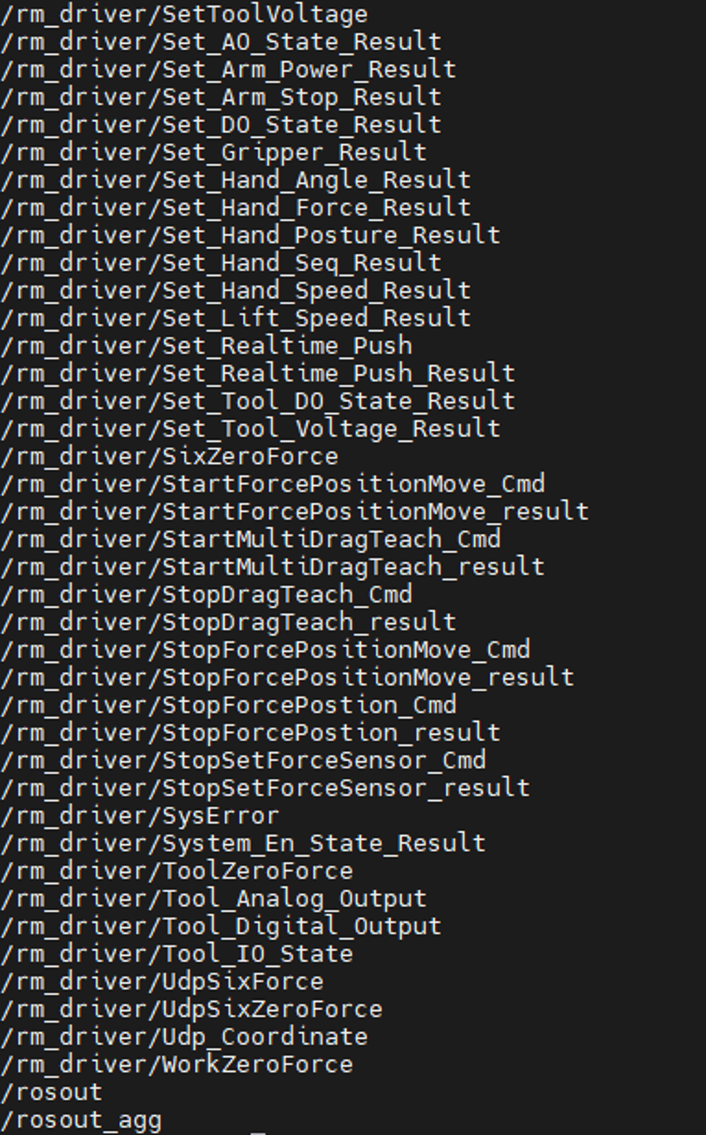 /rm_driver/SetToolVoltage
/rm_driver/Set_AO_State_Result
/rm_driver/Set_Arm_Power_Result
/rm_driver/Set_Arm_Stop_Result
/rm_driver/Set_DO_State_Result
/rm_driver/Set_Gripper_Result
/rm_driver/Set_Hand_Angle_Result
/rm_driver/Set_Hand_Force_Result
/rm_driver/Set_Hand_Posture_Result
/rm_driver/Set_Hand_Seq_Result
/rm_driver/Set_Hand_Speed_Result
/rm_driver/Set_Lift_Speed_Result
/rm_driver/Set_Realtime_Push
/rm_driver/Set_Realtime_Push_Result
/rm_driver/Set_Tool_DO_State_Result
/rm_driver/Set_Tool_Voltage_Result
/rm_driver/SixZeroForce
/rm_driver/StartForcePositionMove_Cmd
/rm_driver/StartForcePositionMove_result
/rm_driver/StartMultiDragTeach_Cmd
/rm_driver/StartMultiDragTeach_result
/rm_driver/StopDragTeach_Cmd
/rm_driver/StopDragTeach_result
/rm_driver/StopForcePositionMove_Cmd
/rm_driver/StopForcePositionMove_result
/rm_driver/StopForcePostion_Cmd
/rm_driver/StopForcePostion_result
/rm_driver/StopSetForceSensor_Cmd
/rm_driver/StopSetForceSensor_result
/rm_driver/SysError
/rm_driver/System_En_State_Result
/rm_driver/ToolZeroForce
/rm_driver/Tool_Analog_Output
/rm_driver/Tool_Digital_Output
/rm_driver/Tool_IO_State
/rm_driver/UdpSixForce
/rm_driver/UdpSixZeroForce
/rm_driver/Udp_Coordinate
/rm_driver/WorkZeroForce
/rosout
/rosout_agg